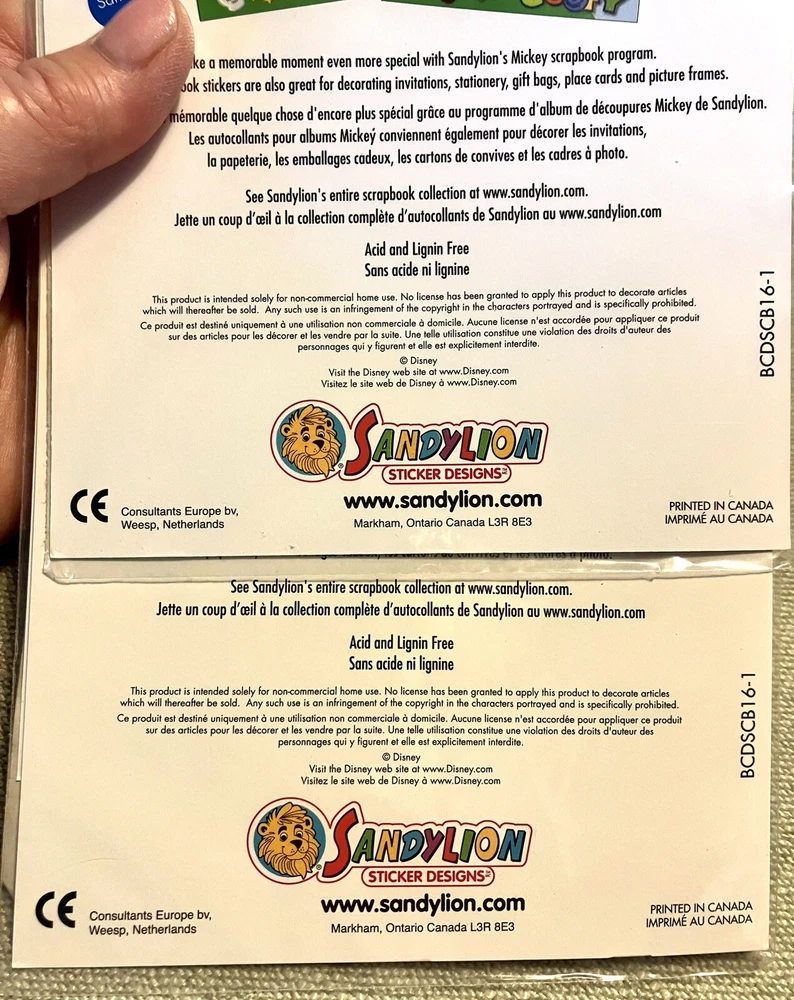 ke a memorable moment even more special with Sandylion's Mickey scrapbook program.
ook stickers are also great for decorating invitations, stationery, gift bags, place cards and picture frames.
mémorable quelque chose d'encore plus spécial grâce au programme d'album de découpures Mickey de Sandylion.
Les autocollants pour albums Mickey conviennent également pour décorer les invitations,
la papeterie, les emballages cadeux, les cartons de convives et les cadres à photo.
See Sandylion's entire scrapbook collection at www.sandylion.com.
Jette un coup d'œil à la collection complète d'autocollants de Sandylion au www.sandylion.com
Acid and Lignin Free
Sans acide ni lignine
This product is intended solely for non-commercial home use. No license has been granted to apply this product to decorate articles
which will thereafter be sold. Any such use is an infringement of the copyright in the characters portrayed and is specifically prohibited.
Ce produit est destiné uniquement à une utilisation non commerciale à domicile. Aucune license n'est accordée pour appliquer ce produit
sur des articles pour les décorer et les vendre par la suite. Une telle utilisation constitue une violation des droits d'auteur des
personnages qui y figurent et elle est explicitement interdite.
© Disney
Visit the Disney web site at www.Disney.com
Visitez le site web de Disney à www.Disney.com
BCDSCB16-1
SANDYLION®
STICKER DESIGNS™
www.sandylion.com
Markham, Ontario Canada L3R 8E3
CE
Consultants Europe bv,
Weesp, Netherlands
PRINTED IN CANADA
IMPRIMÉ AU CANADA
See Sandylion's entire scrapbook collection at www.sandylion.com.
Jette un coup d'œil à la collection complète d'autocollants de Sandylion au www.sandylion.com
Acid and Lignin Free
Sans acide ni lignine
This product is intended solely for non-commercial home use. No license has been granted to apply this product to decorate articles
which will thereafter be sold. Any such use is an infringement of the copyright in the characters portrayed and is specifically prohibited.
Ce produit est destiné uniquement à une utilisation non commerciale à domicile. Aucune license n'est accordée pour appliquer ce produit
sur des articles pour les décorer et les vendre par la suite. Une telle utilisation constitue une violation des droits d'auteur des
personnages qui y figurent et elle est explicitement interdite.
© Disney
Visit the Disney web site at www.Disney.com
Visitez le site web de Disney à www.Disney.com
BCDSCB16-1
SANDYLION®
STICKER DESIGNS™
www.sandylion.com
Markham, Ontario Canada L3R 8E3
CE
Consultants Europe bv,
Weesp, Netherlands
PRINTED IN CANADA
IMPRIMÉ AU CANADA